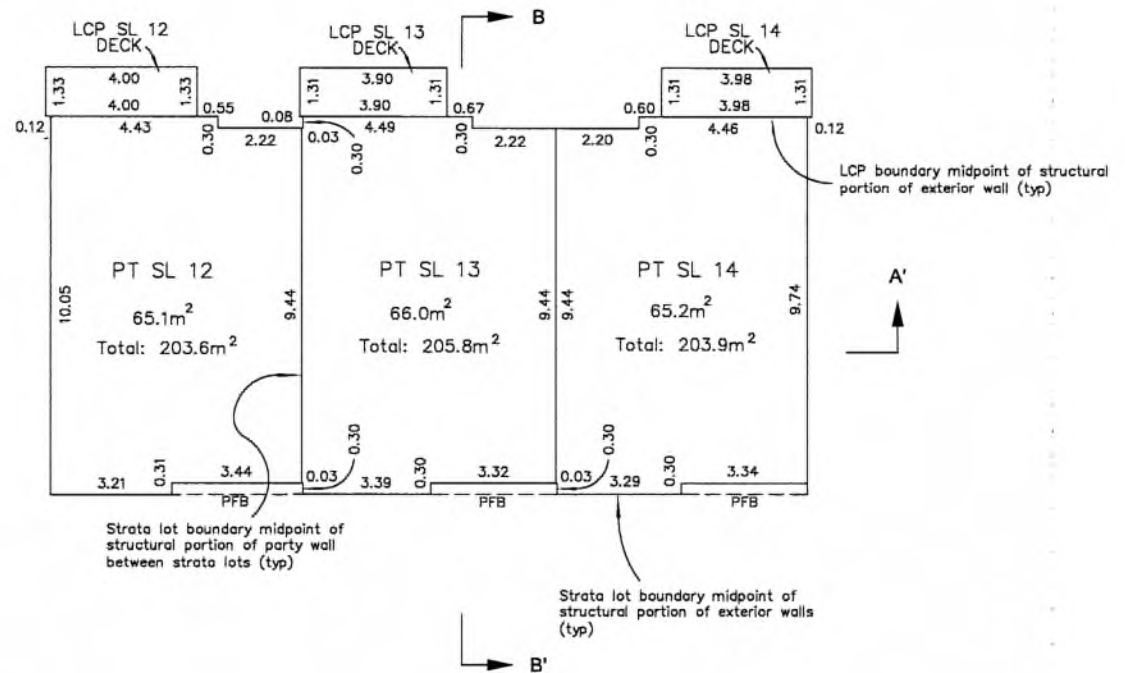 B
LCP SL 12
DECK
LCP SL 13
DECK
LCP SL 14
DECK
1.33
4.00
1.33
4.00
1.31
3.90
1.31
3.90
1.31
3.98
1.31
3.98
0.12
4.43
0.55
0.30
2.22
0.08
0.03
0.30
4.49
0.67
0.30
2.22
2.20
0.60
0.30
4.46
0.12
LCP boundary midpoint of structural
portion of exterior wall (typ)
PT SL 12
65.1m²
Total: 203.6m²
PT SL 13
66.0m²
Total: 205.8m²
PT SL 14
65.2m²
Total: 203.9m²
10.05
9.44
9.44
9.44
9.74
A'
3.21
0.31
3.44
PFB
0.03
0.30
3.39
0.30
3.32
PFB
0.03
0.30
3.29
0.30
3.34
PFB
Strata lot boundary midpoint of
structural portion of party wall
between strata lots (typ)
Strata lot boundary midpoint of
structural portion of exterior walls
(typ)
B'